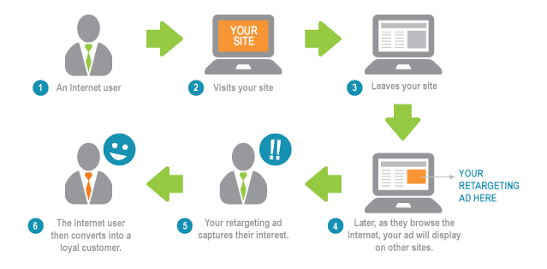 YOUR
SITE
1 An Internet user
2 Visits your site
3 Leaves your site
YOUR
RETARGETING
AD HERE
!!
6 The Internet user
then converts into a
loyal customer.
5 Your retargeting ad
captures their interest.
4 Later, as they browse the
Internet, your ad will display
on other sites.